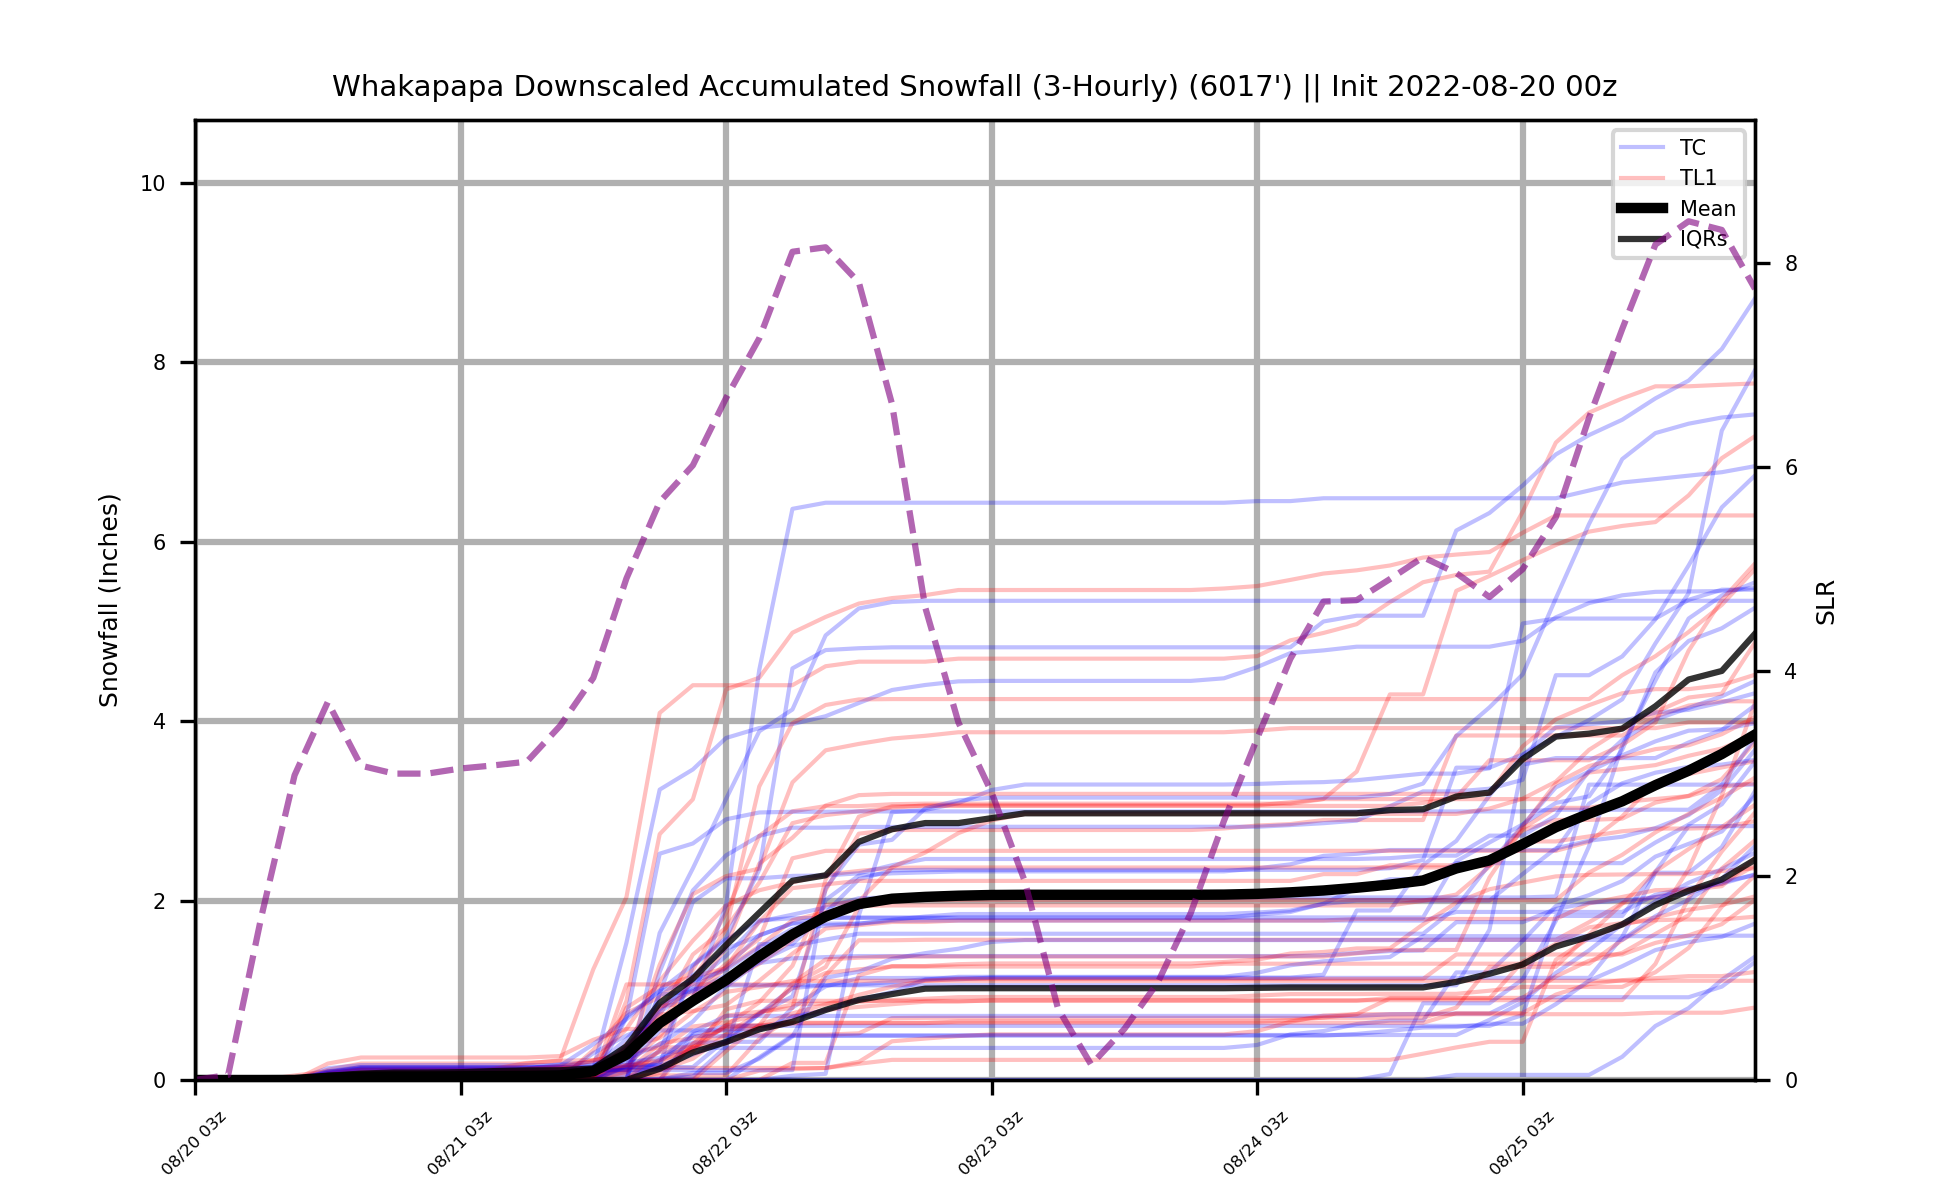 Whakapapa Downscaled Accumulated Snowfall (3-Hourly) (6017') || Init 2022-08-20 00z
TC
TL1
Mean
IQRs
Snowfall (Inches)
10
8
6
4
2
0
SLR
8
6
4
2
0
08/20 03z
08/21 03z
08/22 03z
08/23 03z
08/24 03z
08/25 03z